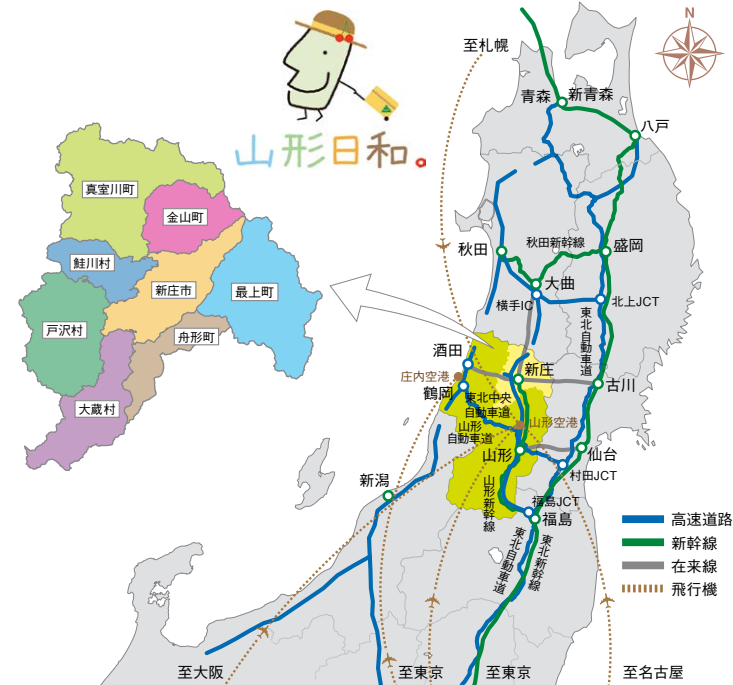 山形日和。
真室川町
金山町
鮭川村
新庄市
最上町
戸沢村
舟形町
大蔵村
N
至札幌
青森
新青森
八戸
秋田
秋田新幹線
盛岡
大曲
横手IC
北上JCT
東北自動車道
酒田
庄内空港
鶴岡
新庄
古川
東北中央
自動車道
山形
自動車道
山形空港
山形
仙台
村田JCT
山形新幹線
新潟
福島JCT
福島
東北自動車道
東北新幹線
高速道路
新幹線
在来線
飛行機
至大阪
至東京
至東京
至名古屋